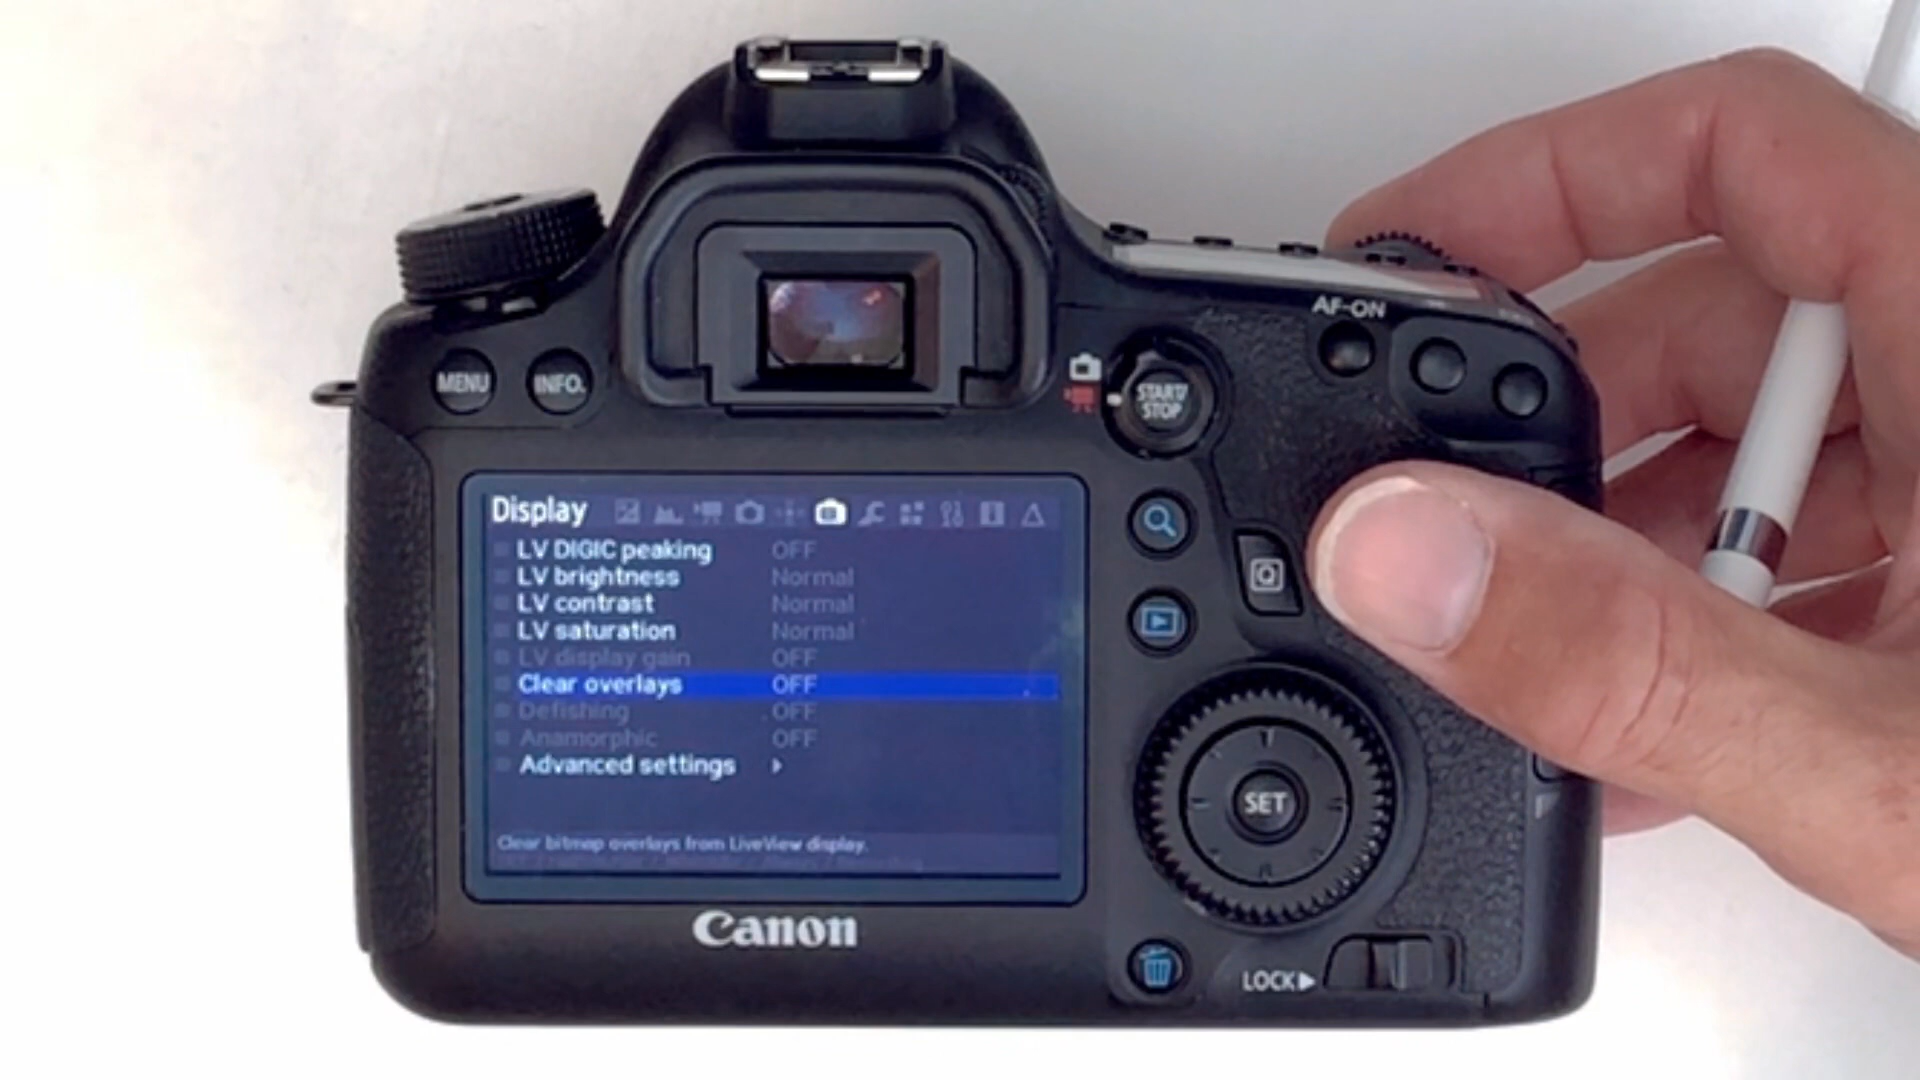 AF-ON
MENU
INFO.
START/
STOP
Display
LV DIGIC peaking OFF
LV brightness Normal
LV contrast Normal
LV saturation Normal
LV display gain OFF
Clear overlays OFF
Defishing OFF
Anamorphic OFF
Advanced settings
Clear bitmap overlays from LiveView display.
Q
SET
Canon
LOCK